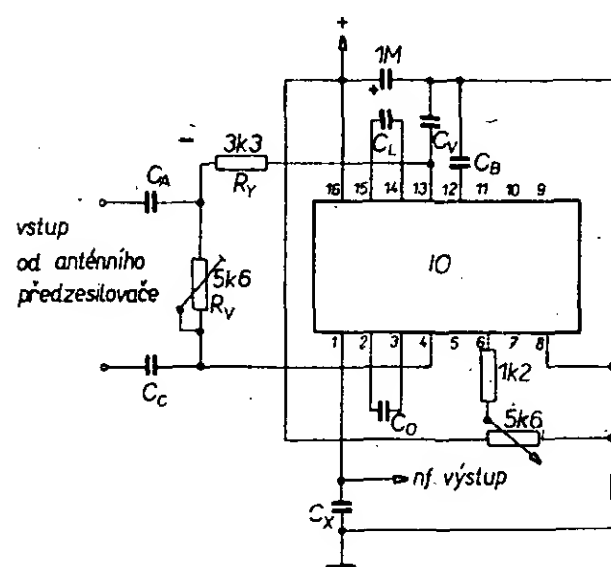 +
1M
+
–
3k3
R_Y
C_L
C_V
C_B
C_A
16 15 14 13 12 11 10 9
vstup
od anténního
předzesilovače
5k6
R_V
IO
1 2 3 4 5 6 7 8
C_C
1k2
C_O
5k6
nf. výstup
C_X